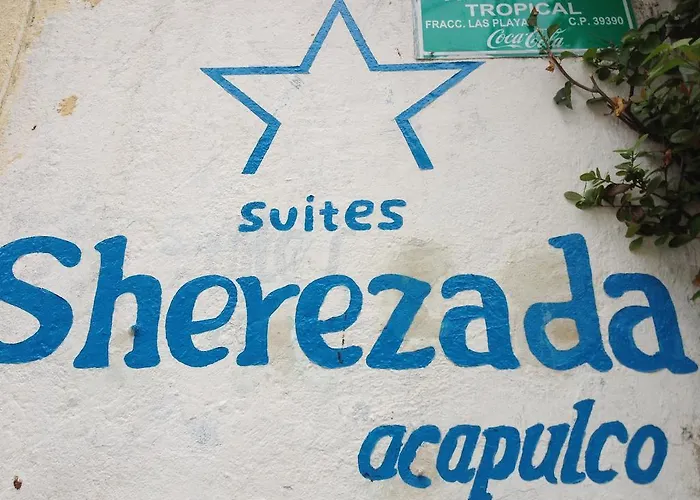 TROPICAL
FRACC. LAS PLAYA C.P. 39390
Coca-Cola
suites
Sherezada
acapulco